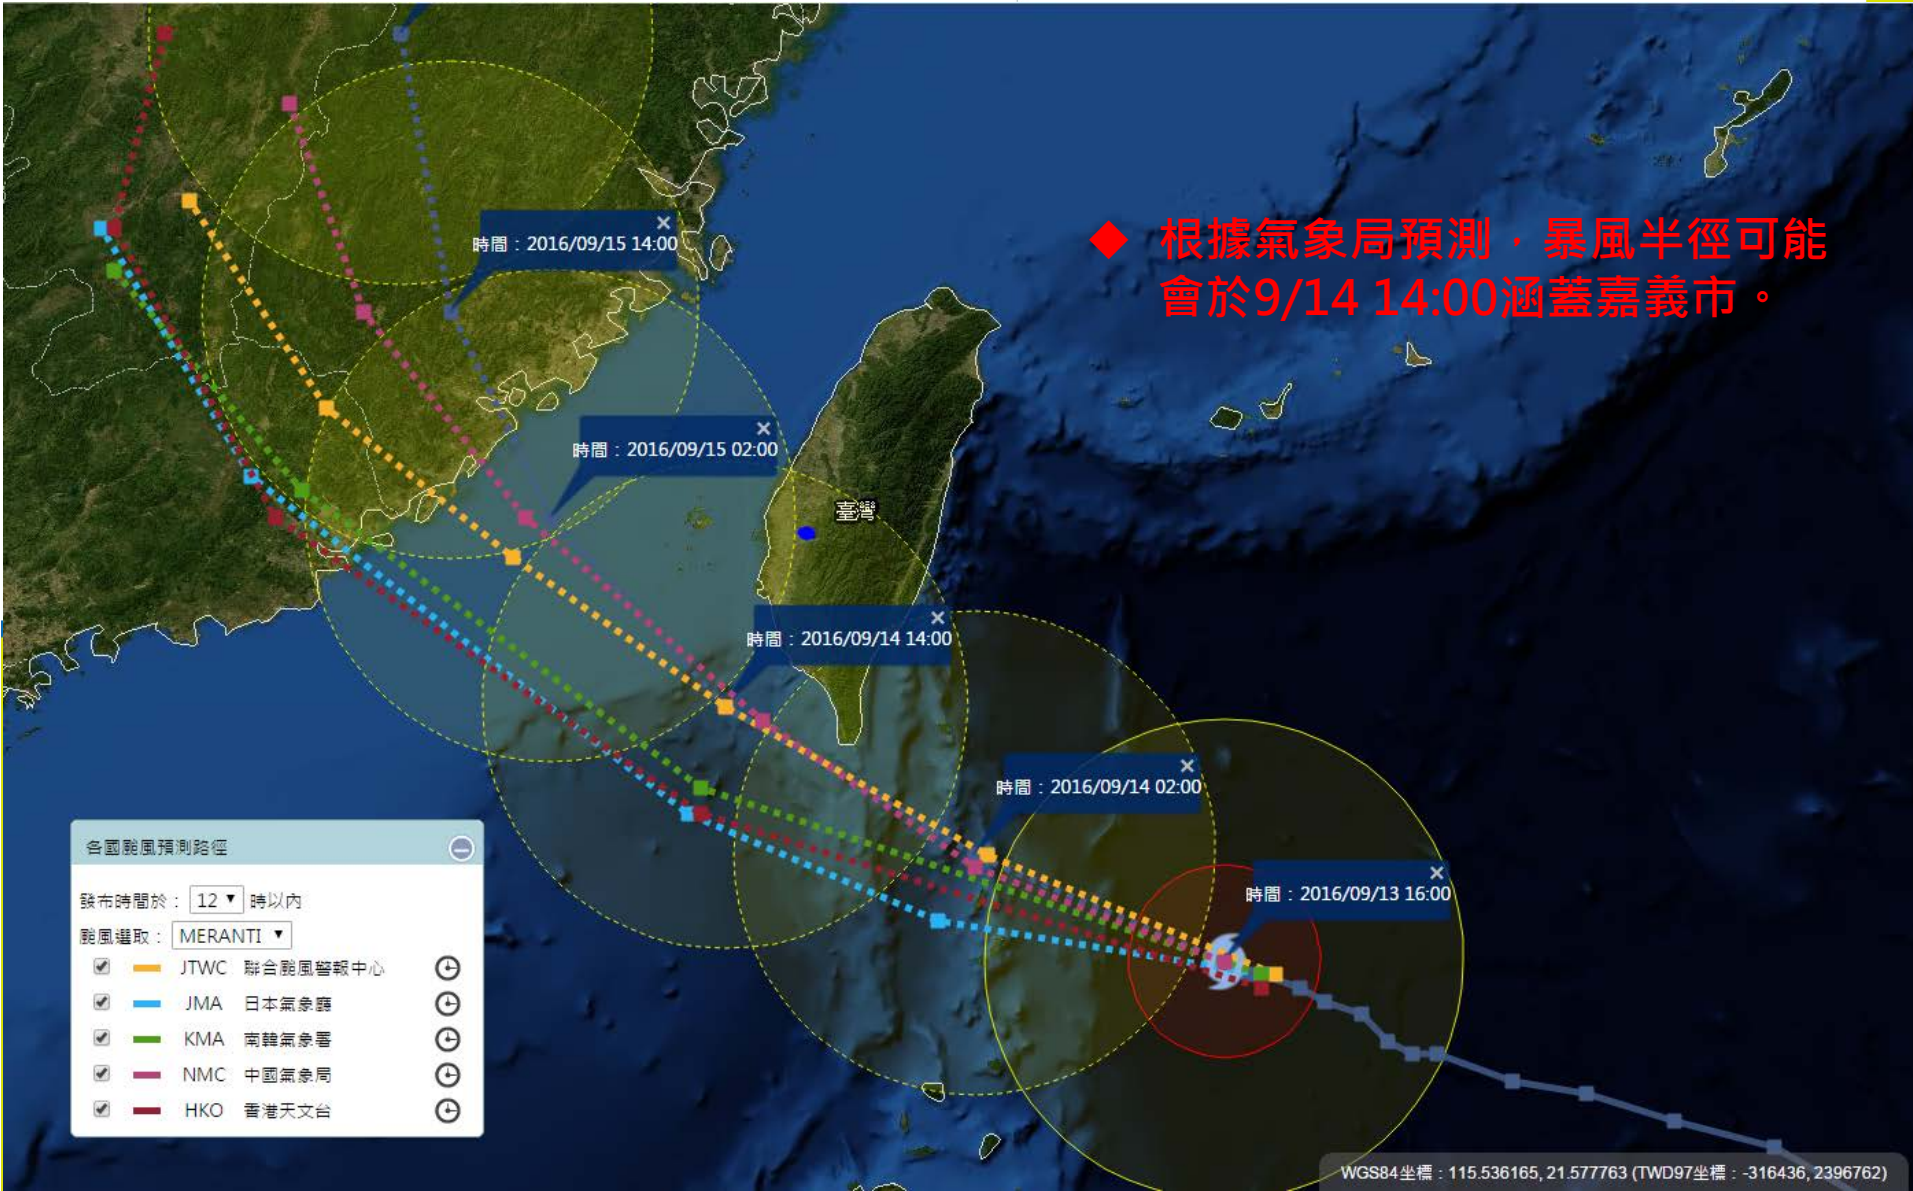 時間：2016/09/15 14:00
◆ 根據氣象局預測，暴風半徑可能
會於9/14 14:00涵蓋嘉義市。
時間：2016/09/15 02:00
臺灣
時間：2016/09/14 14:00
時間：2016/09/14 02:00
時間：2016/09/13 16:00
各國颱風預測路徑
發布時間於： 12 ▼ 時以內
颱風選取： MERANTI ▼
JTWC 聯合颱風警報中心
JMA 日本氣象廳
KMA 南韓氣象署
NMC 中國氣象局
HKO 香港天文台
WGS84坐標：115.536165, 21.577763 (TWD97坐標：-316436, 2396762)